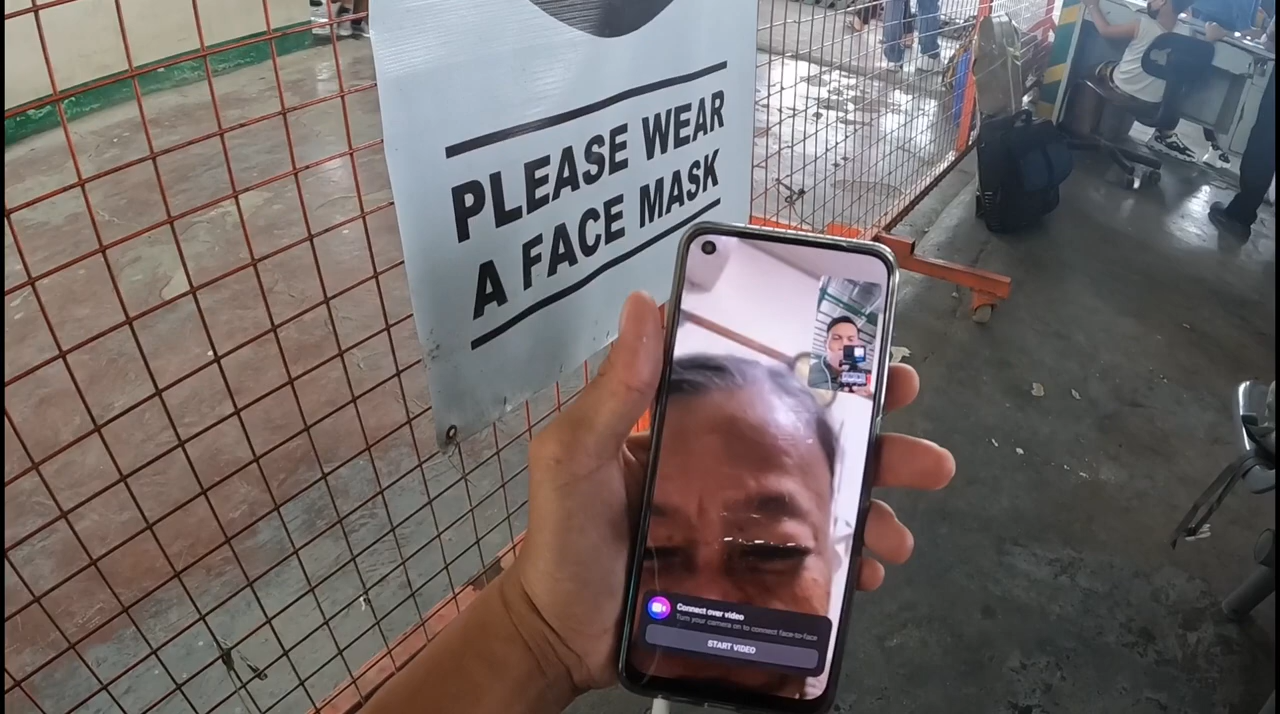 PLEASE WEAR
A FACE MASK
Connect over video
Turn your camera on to connect face-to-face
START VIDEO